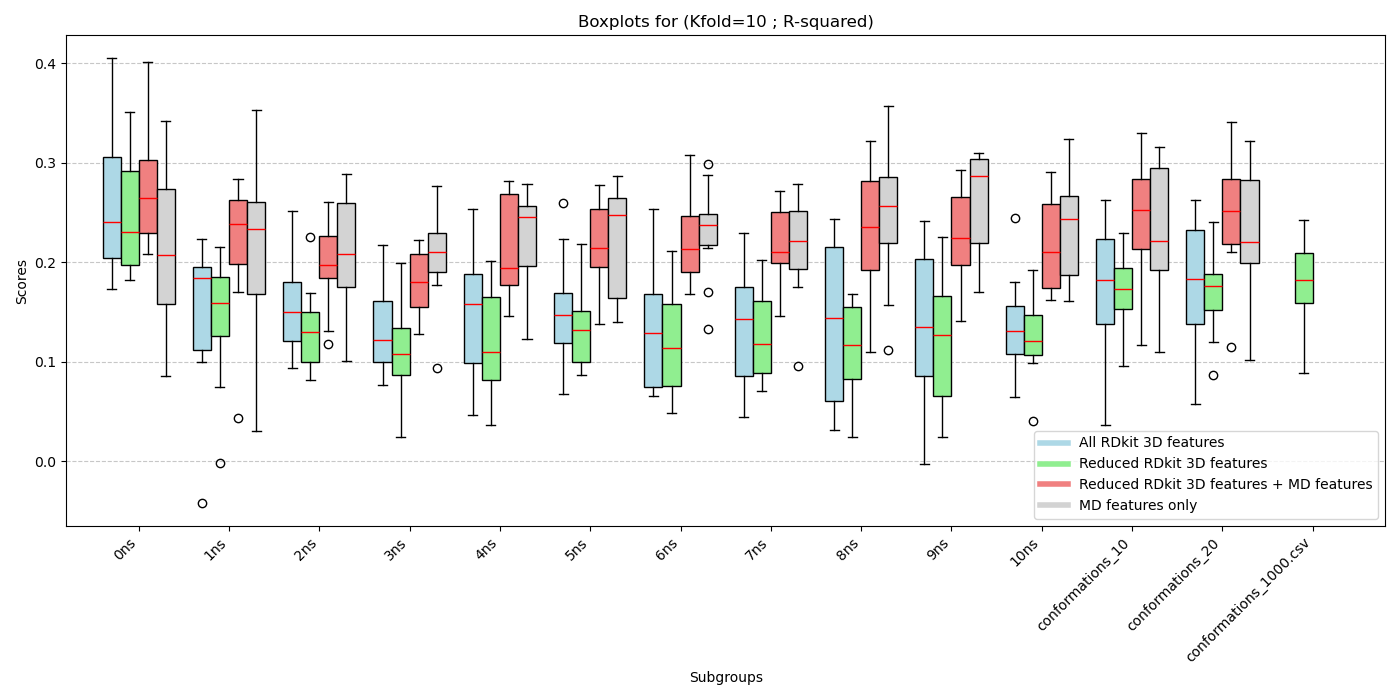 Boxplots for (Kfold=10 ; R-squared)
Scores
0.4
0.3
0.2
0.1
0.0
All RDkit 3D features
Reduced RDkit 3D features
Reduced RDkit 3D features + MD features
MD features only
0ns
1ns
2ns
3ns
4ns
5ns
6ns
7ns
8ns
9ns
10ns
conformations_10
conformations_20
conformations_1000.csv
Subgroups